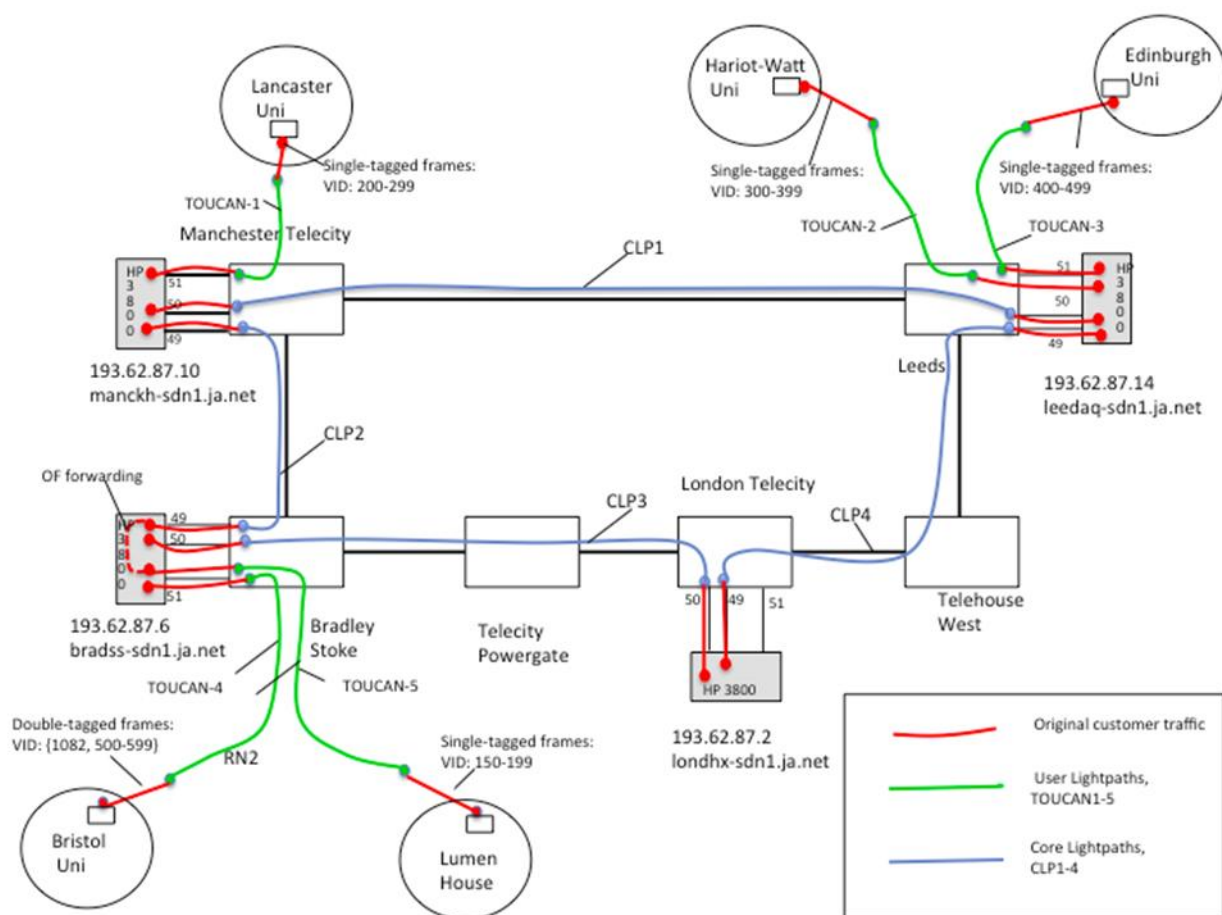 Lancaster
Uni
Single-tagged frames:
VID: 200-299
TOUCAN-1
Manchester Telecity
HP
3
8
0
0
51
50
49
193.62.87.10
manckh-sdn1.ja.net
CLP1
Hariot-Watt
Uni
Single-tagged frames:
VID: 300-399
TOUCAN-2
Edinburgh
Uni
Single-tagged frames:
VID: 400-499
TOUCAN-3
51
50
49
HP
3
8
0
0
Leeds
193.62.87.14
leedaq-sdn1.ja.net
CLP2
OF forwarding
49
50
51
HP
3
8
0
0
193.62.87.6
bradss-sdn1.ja.net
Bradley
Stoke
CLP3
Telecity
Powergate
London Telecity
CLP4
50
49
51
HP 3800
193.62.87.2
londhx-sdn1.ja.net
Telehouse
West
TOUCAN-4
TOUCAN-5
Double-tagged frames:
VID: {1082, 500-599}
RN2
Single-tagged frames:
VID: 150-199
Bristol
Uni
Lumen
House
Original customer traffic
User Lightpaths,
TOUCAN1-5
Core Lightpaths,
CLP1-4